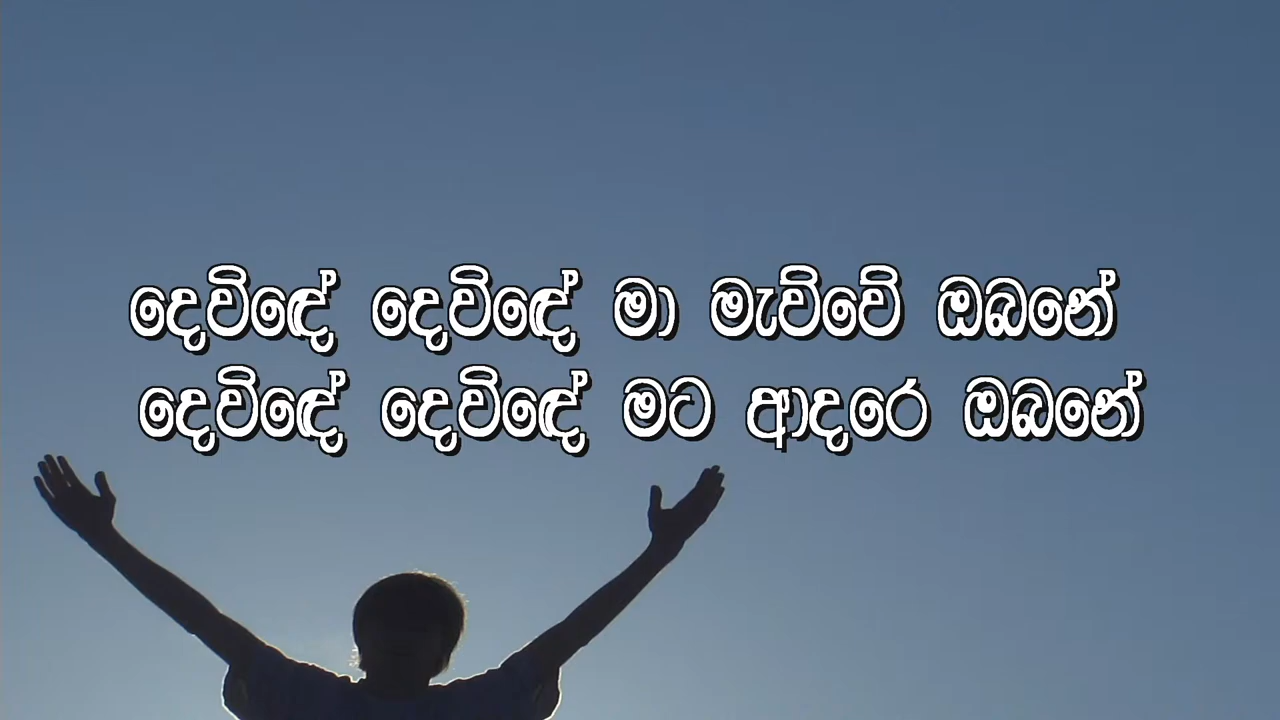 දෙවිඳේ දෙවිඳේ මා මැව්වේ ඔබනේ
දෙවිඳේ දෙවිඳේ මට ආදරෙ ඔබනේ